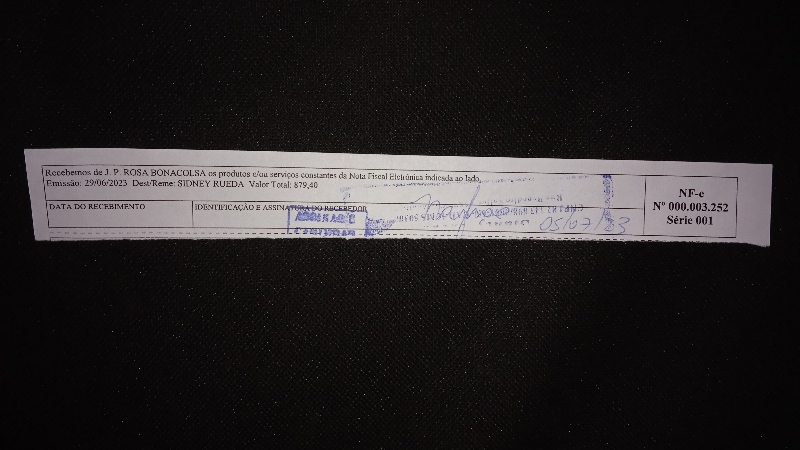 Recebemos de J. P. ROSA BONACOLSA os produtos e/ou serviços constantes da Nota Fiscal Eletrônica indicada ao lado.
Emissão: 29/06/2023 Dest/Reme: SIDNEY RUEDA Valor Total: 879,40
DATA DO RECEBIMENTO
IDENTIFICAÇÃO E ASSINATURA DO RECEBEDOR
ASSINAR E
CARIMBAR
05/07/23
NF-e
Nº 000.003.252
Série 001